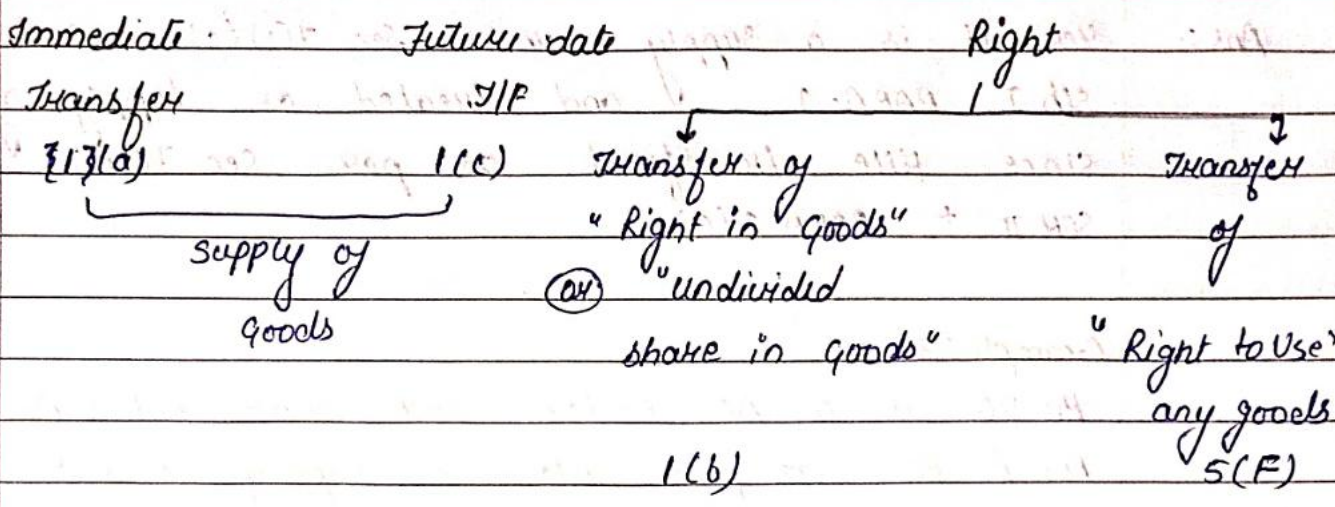 Immediate. Future date Right
Transfer T/F
{1}(a) 1(c) Transfer of Transfer
"Right in Goods" of
Supply of
(or) "undivided
Goods
share in Goods" "Right to Use"
any goods
1(b) 5(F)